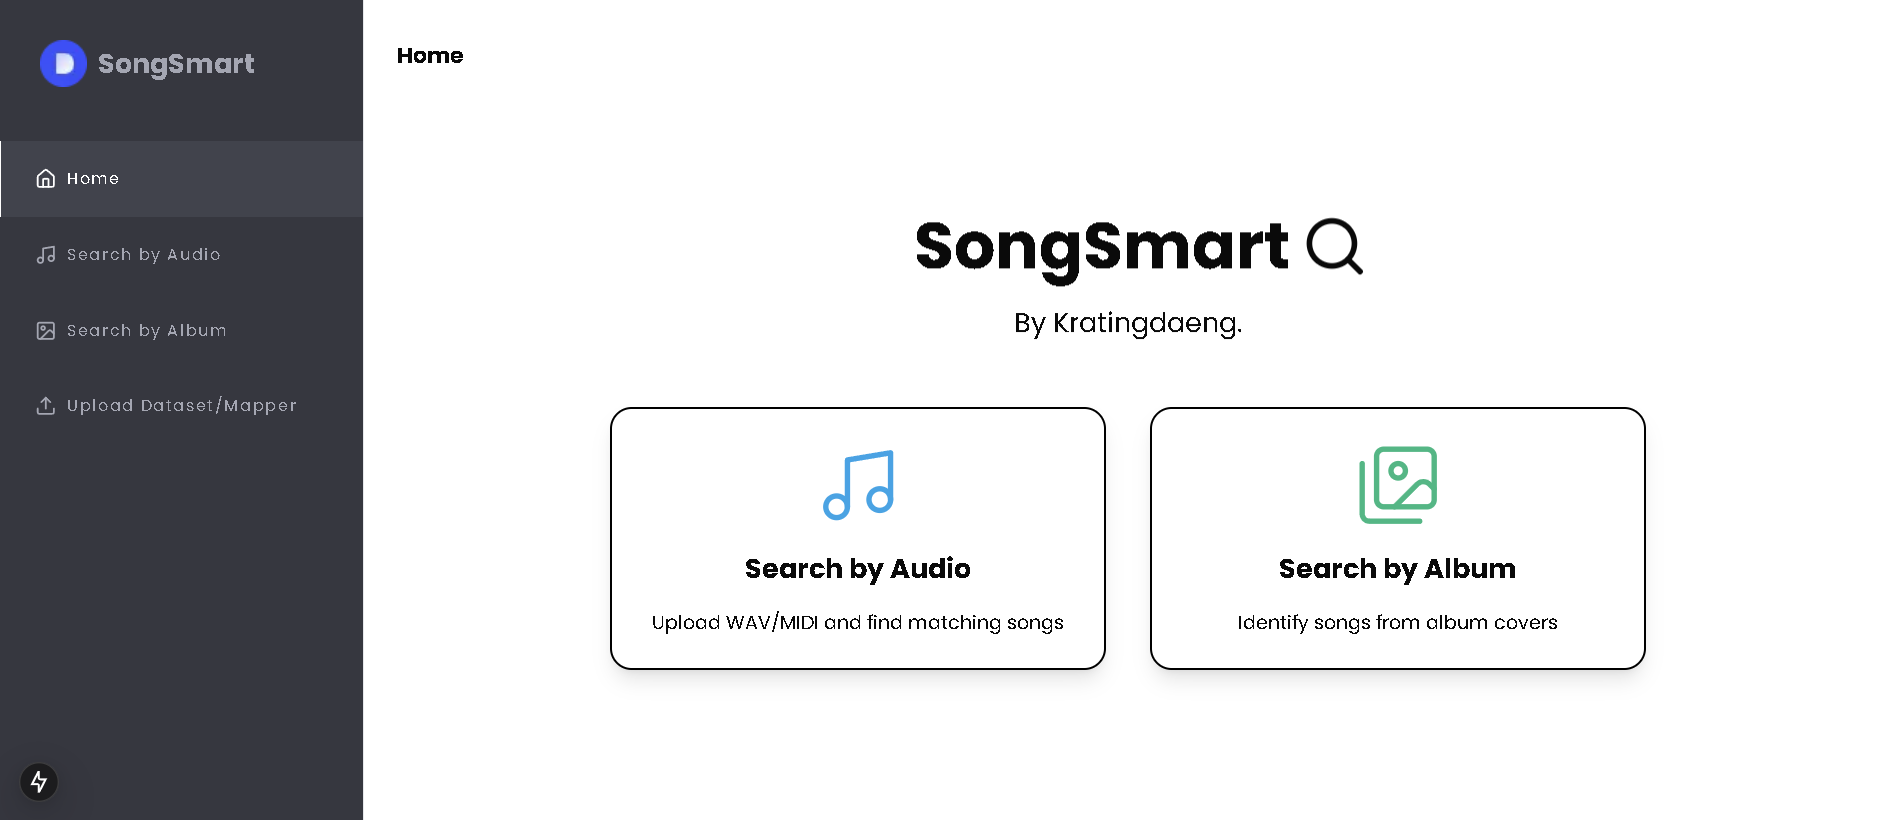 D SongSmart
Home
Search by Audio
Search by Album
Upload Dataset/Mapper
Home
SongSmart
By Kratingdaeng.
Search by Audio
Upload WAV/MIDI and find matching songs
Search by Album
Identify songs from album covers